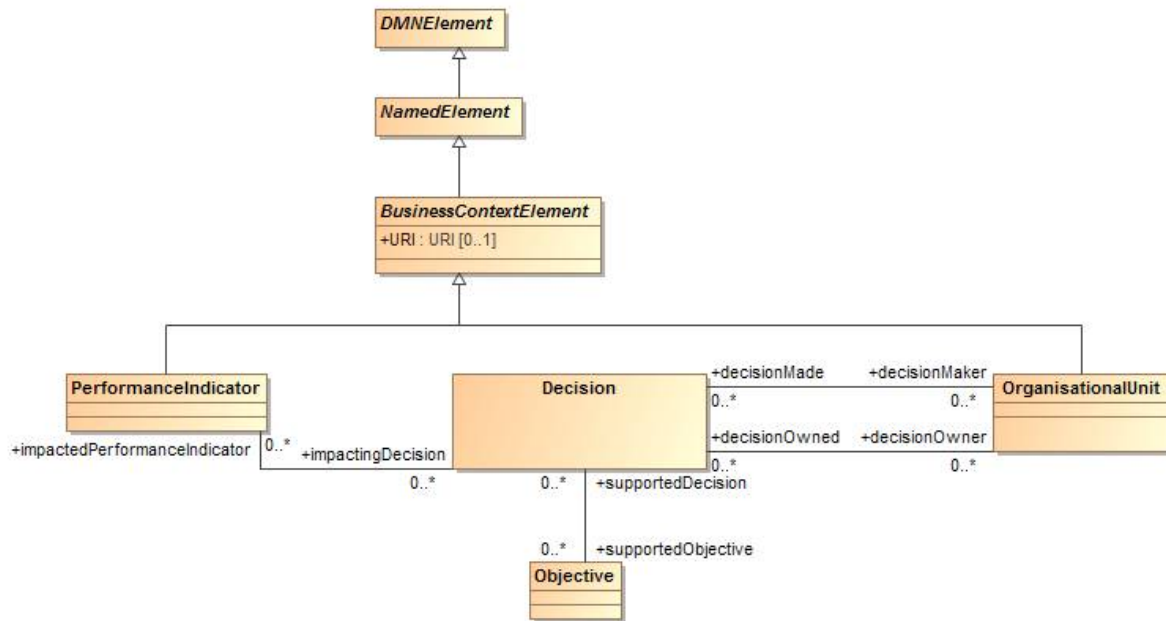 DMNElement
NamedElement
BusinessContextElement
+URI : URI [0..1]
PerformanceIndicator
Decision
OrganisationalUnit
+decisionMade
+decisionMaker
0..*
0..*
+decisionOwned
+decisionOwner
0..*
0..*
+impactedPerformanceIndicator
0..*
+impactingDecision
0..*
0..*
+supportedDecision
0..*
+supportedObjective
Objective